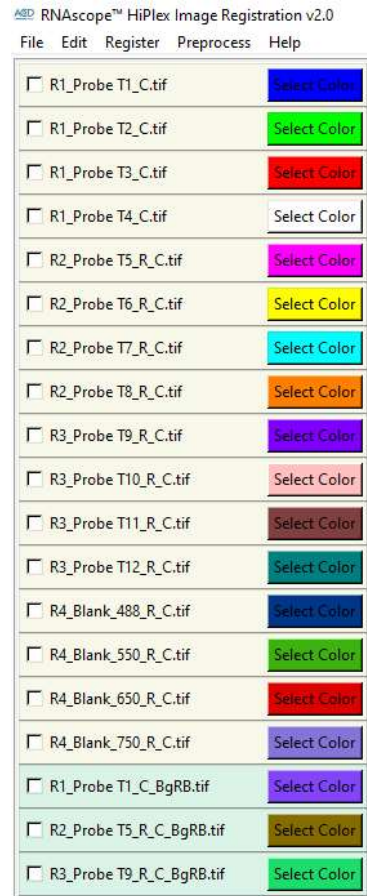 ACD RNAscope™ HiPlex Image Registration v2.0
File Edit Register Preprocess Help
R1_Probe T1_C.tif Select Color
R1_Probe T2_C.tif Select Color
R1_Probe T3_C.tif Select Color
R1_Probe T4_C.tif Select Color
R2_Probe T5_R_C.tif Select Color
R2_Probe T6_R_C.tif Select Color
R2_Probe T7_R_C.tif Select Color
R2_Probe T8_R_C.tif Select Color
R3_Probe T9_R_C.tif Select Color
R3_Probe T10_R_C.tif Select Color
R3_Probe T11_R_C.tif Select Color
R3_Probe T12_R_C.tif Select Color
R4_Blank_488_R_C.tif Select Color
R4_Blank_550_R_C.tif Select Color
R4_Blank_650_R_C.tif Select Color
R4_Blank_750_R_C.tif Select Color
R1_Probe T1_C_BgRB.tif Select Color
R2_Probe T5_R_C_BgRB.tif Select Color
R3_Probe T9_R_C_BgRB.tif Select Color